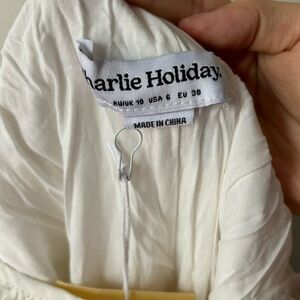 harlie Holiday.
AU/UK 10 USA 6 EU 38
MADE IN CHINA